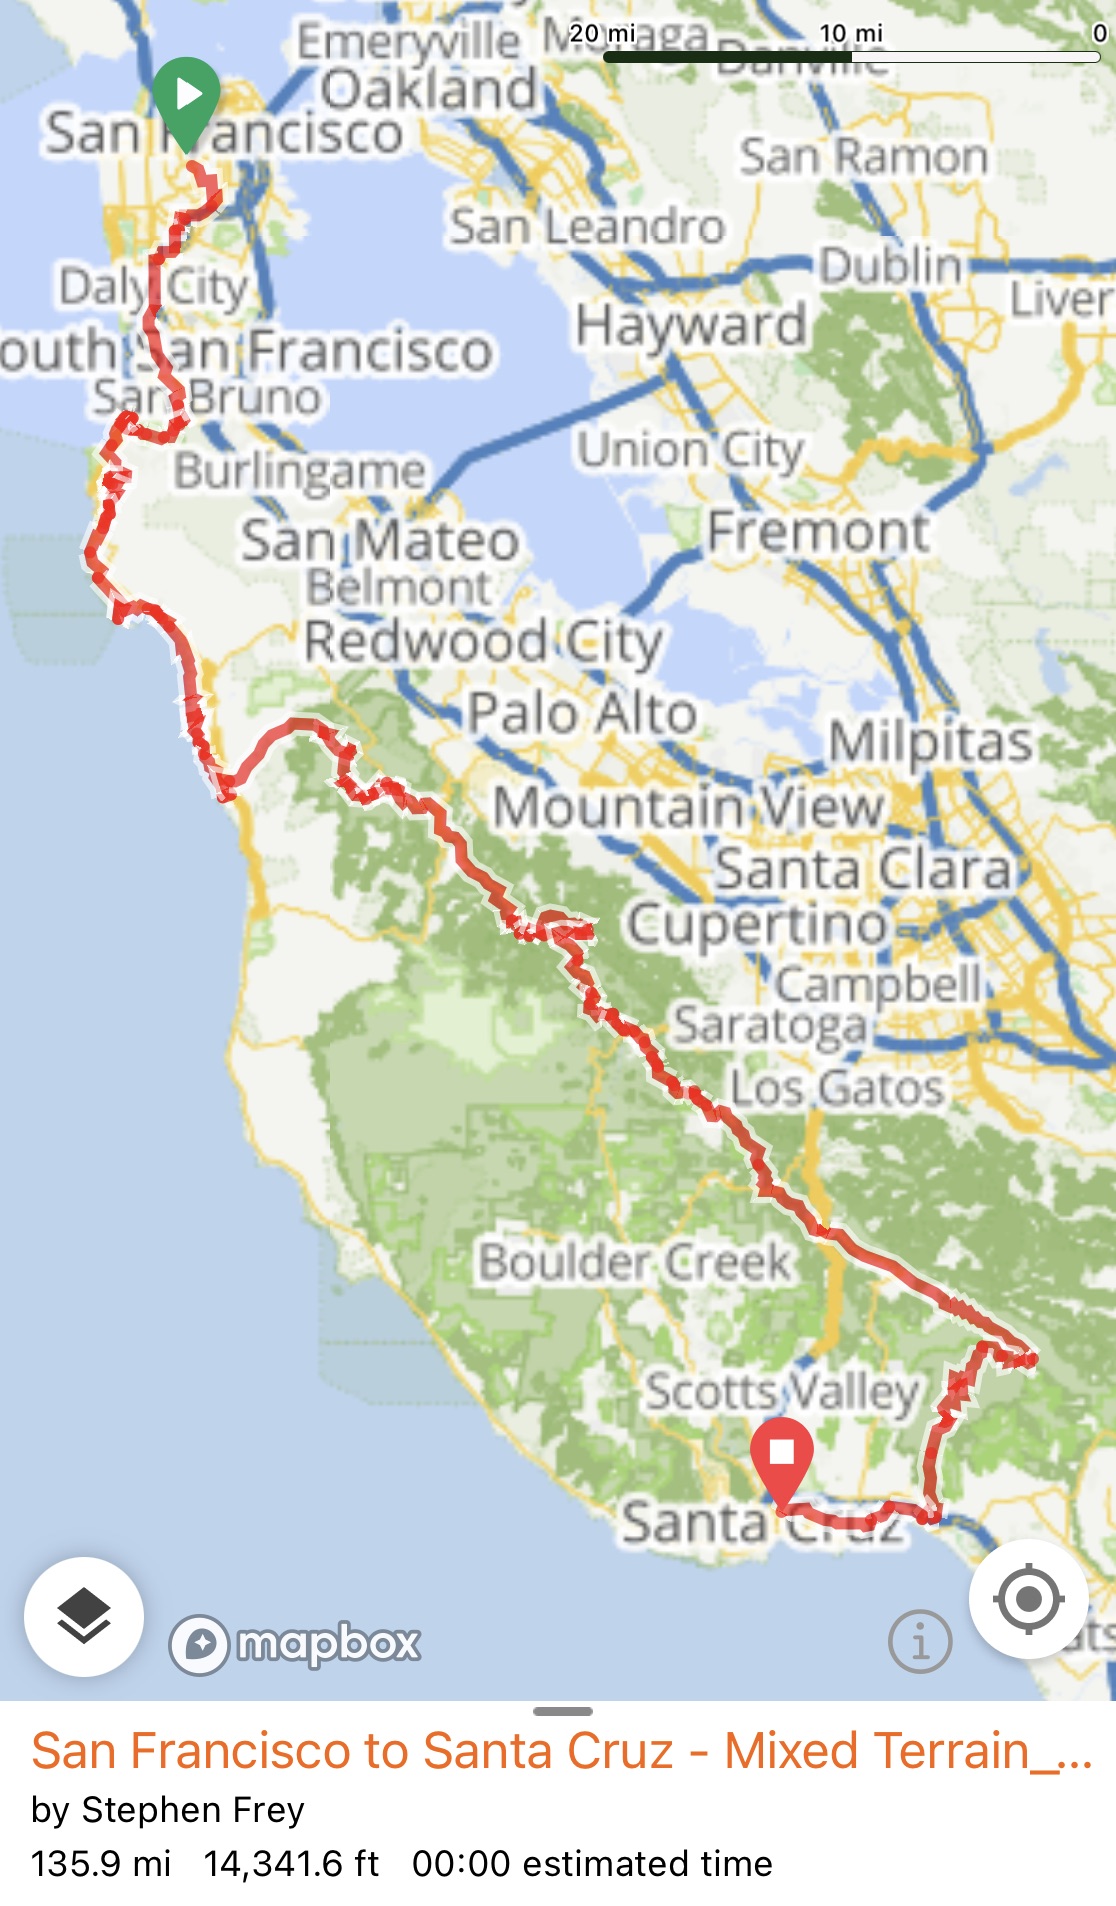 20 mi 10 mi 0
Emeryville Moraga
Danville
Oakland
San Francisco
San Ramon
San Leandro
Dublin
Daly City
Liver
Hayward
outh San Francisco
San Bruno
Union City
Burlingame
Fremont
San Mateo
Belmont
Redwood City
Palo Alto
Milpitas
Mountain View
Santa Clara
Cupertino
Campbell
Saratoga
Los Gatos
Boulder Creek
Scotts Valley
Santa Cruz
mapbox
San Francisco to Santa Cruz - Mixed Terrain_...
by Stephen Frey
135.9 mi 14,341.6 ft 00:00 estimated time